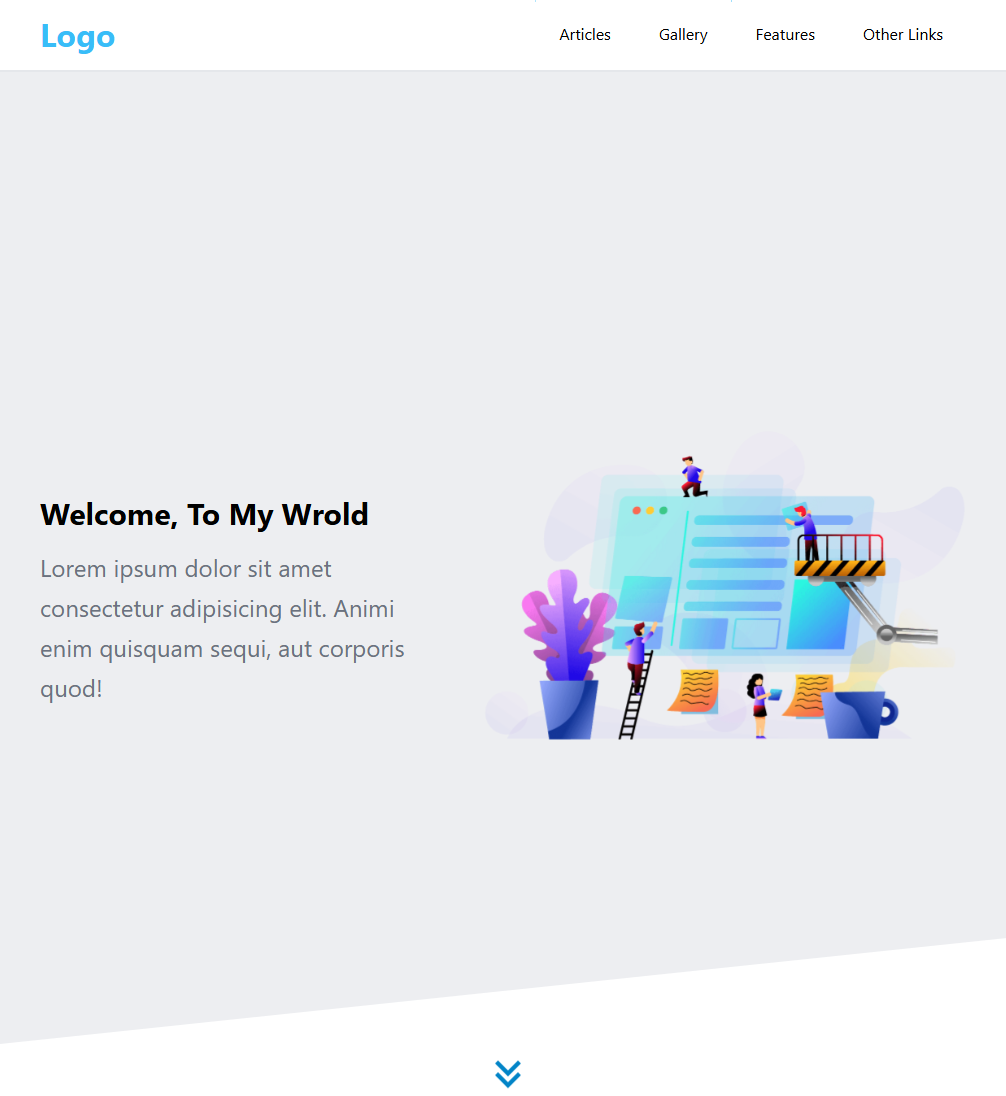 Logo
Articles
Gallery
Features
Other Links
Welcome, To My Wrold
Lorem ipsum dolor sit amet
consectetur adipisicing elit. Animi
enim quisquam sequi, aut corporis
quod!